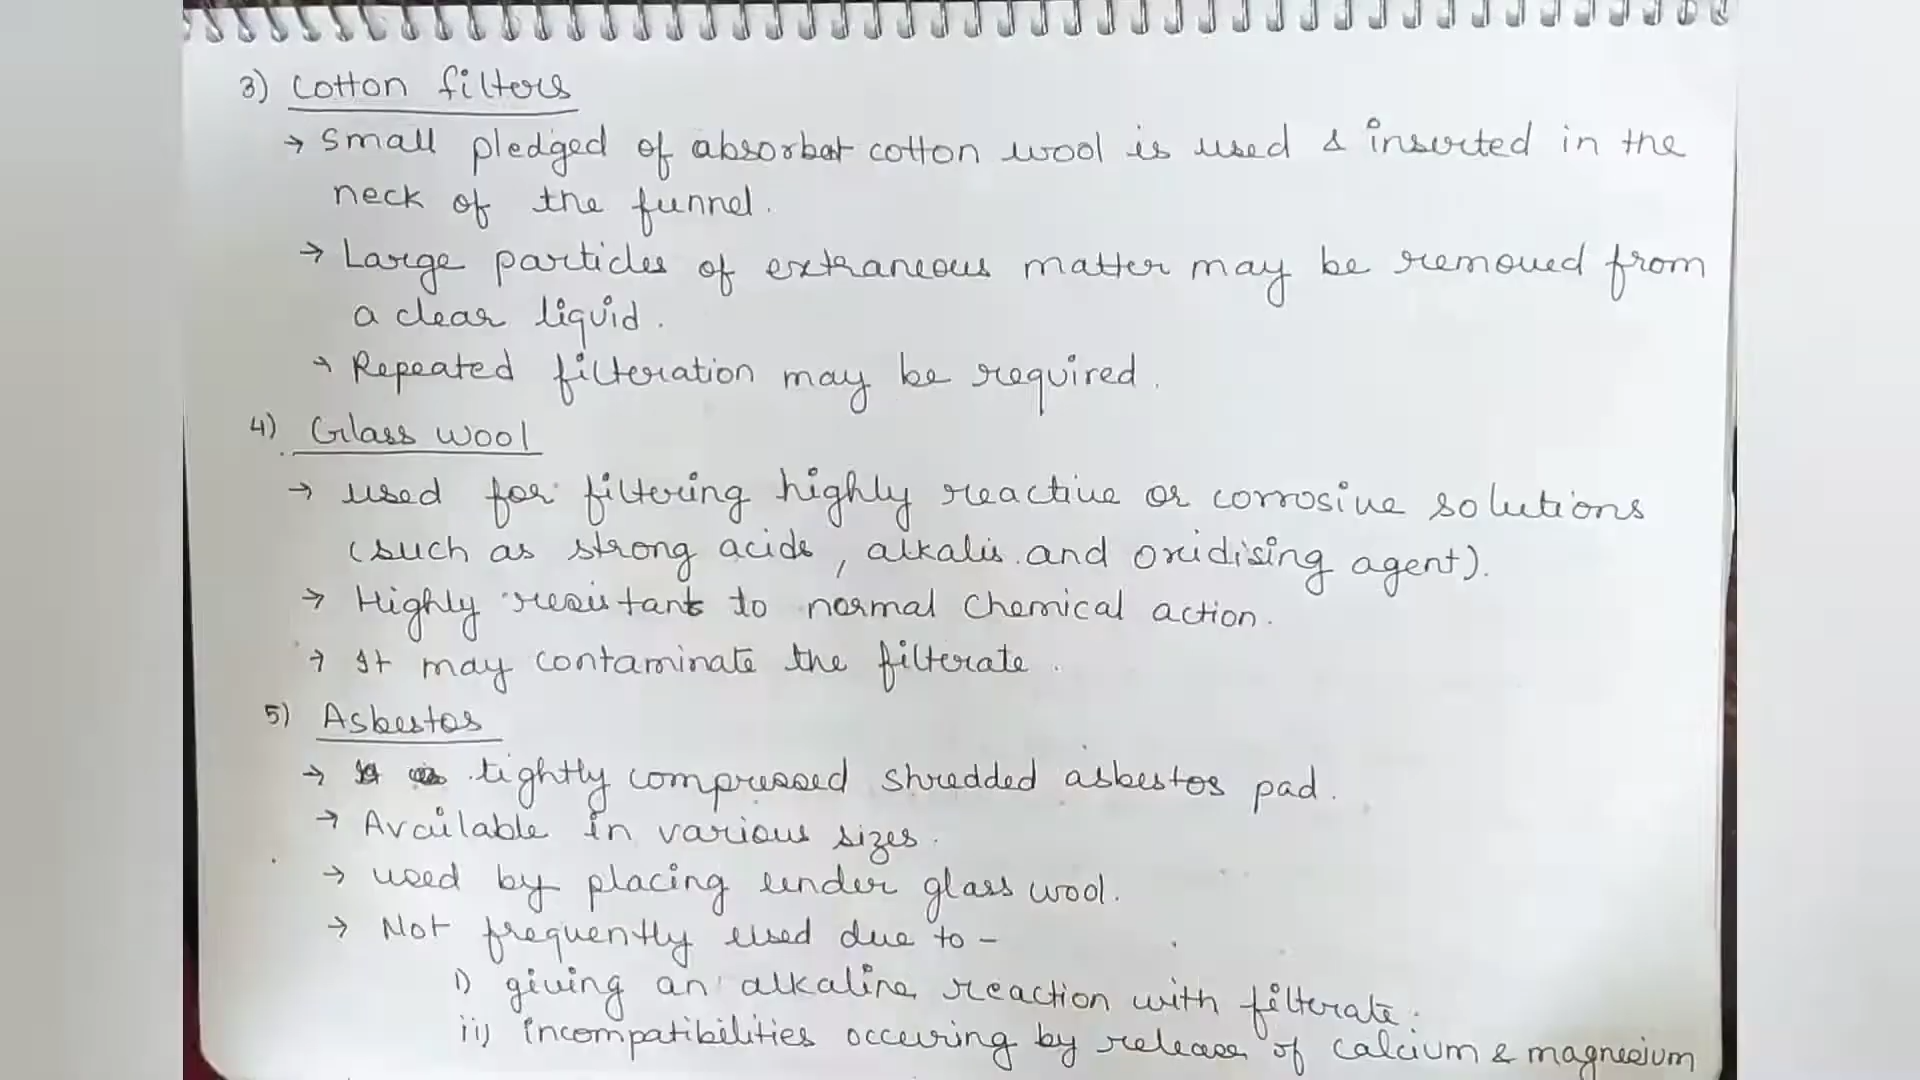 3) Cotton filters
→ Small pledged of absorbat cotton wool is used & inserted in the
neck of the funnel.
→ Large particles of extraneous matter may be removed from
a clear liquid.
→ Repeated filteration may be required.
4) Glass wool
→ used for filtering highly reactive or corrosive solutions
(such as strong acids, alkalis and oxidising agent).
→ Highly resistant to normal chemical action.
→ It may contaminate the filterate.
5) Asbestos
→ tightly compressed shredded asbestos pad.
→ Available in various sizes.
→ used by placing under glass wool.
→ Not frequently used due to -
i) giving an alkaline reaction with filterate.
ii) incompatibilities occuring by release of calcium & magnesium